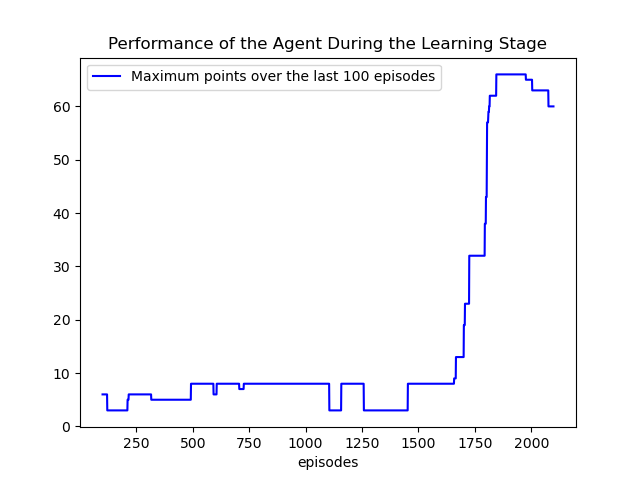 Performance of the Agent During the Learning Stage
Maximum points over the last 100 episodes
60
50
40
30
20
10
0
250 500 750 1000 1250 1500 1750 2000
episodes